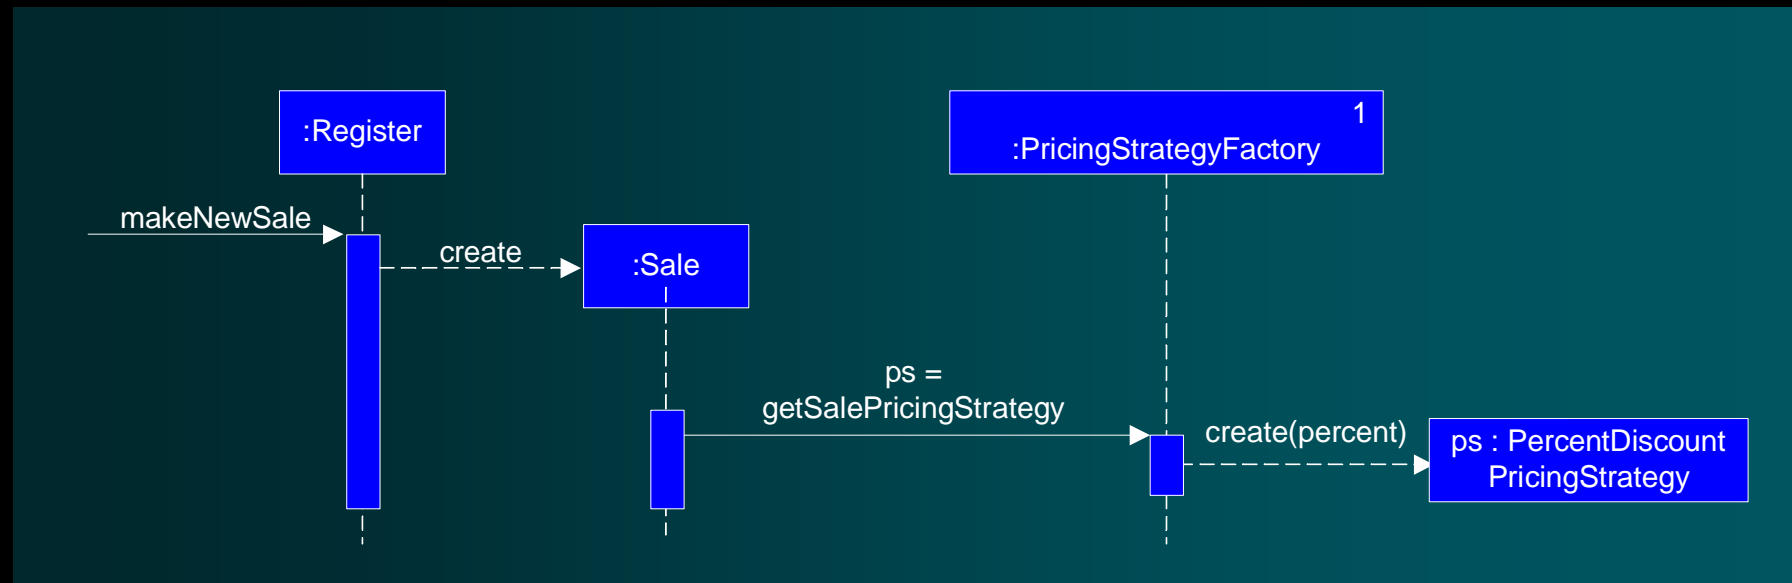 :Register
1
:PricingStrategyFactory
makeNewSale
create
:Sale
ps =
getSalePricingStrategy
create(percent)
ps : PercentDiscount
PricingStrategy